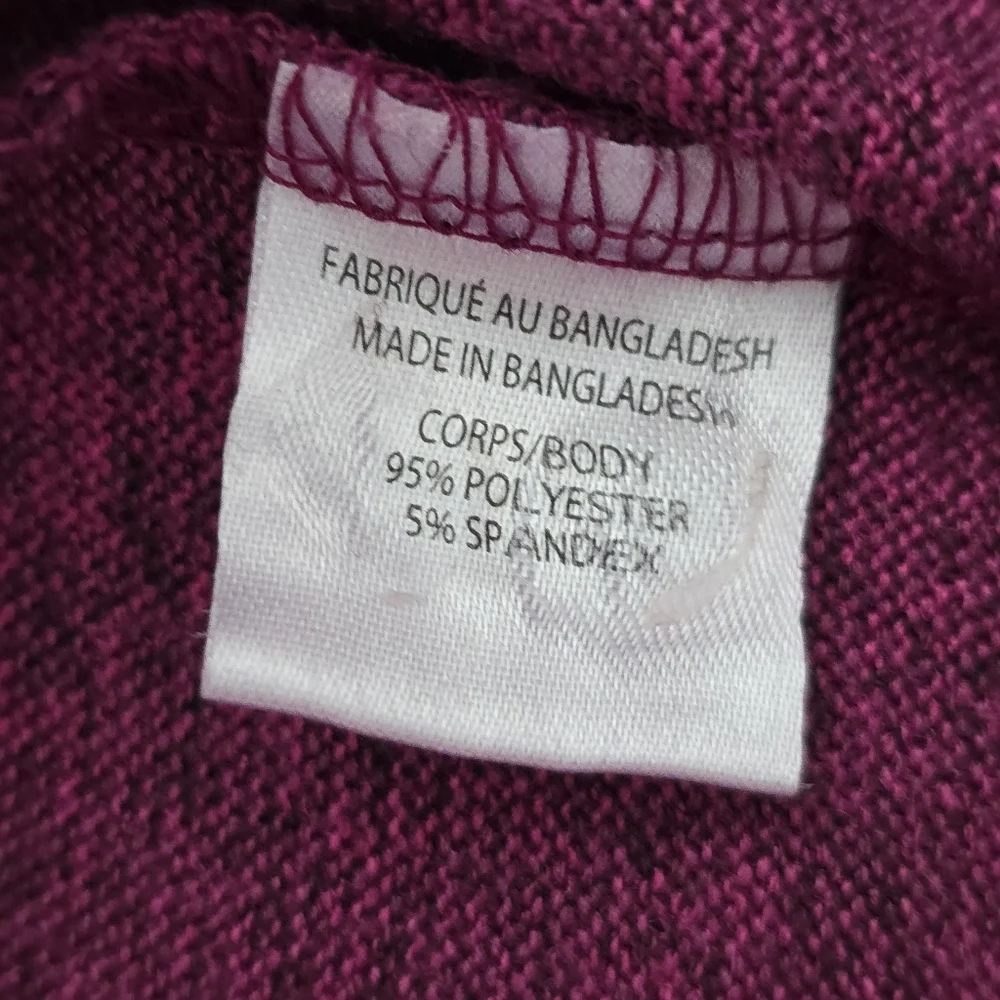 FABRIQUÉ AU BANGLADESH
MADE IN BANGLADESH
CORPS/BODY
95% POLYESTER
5% SPANDEX